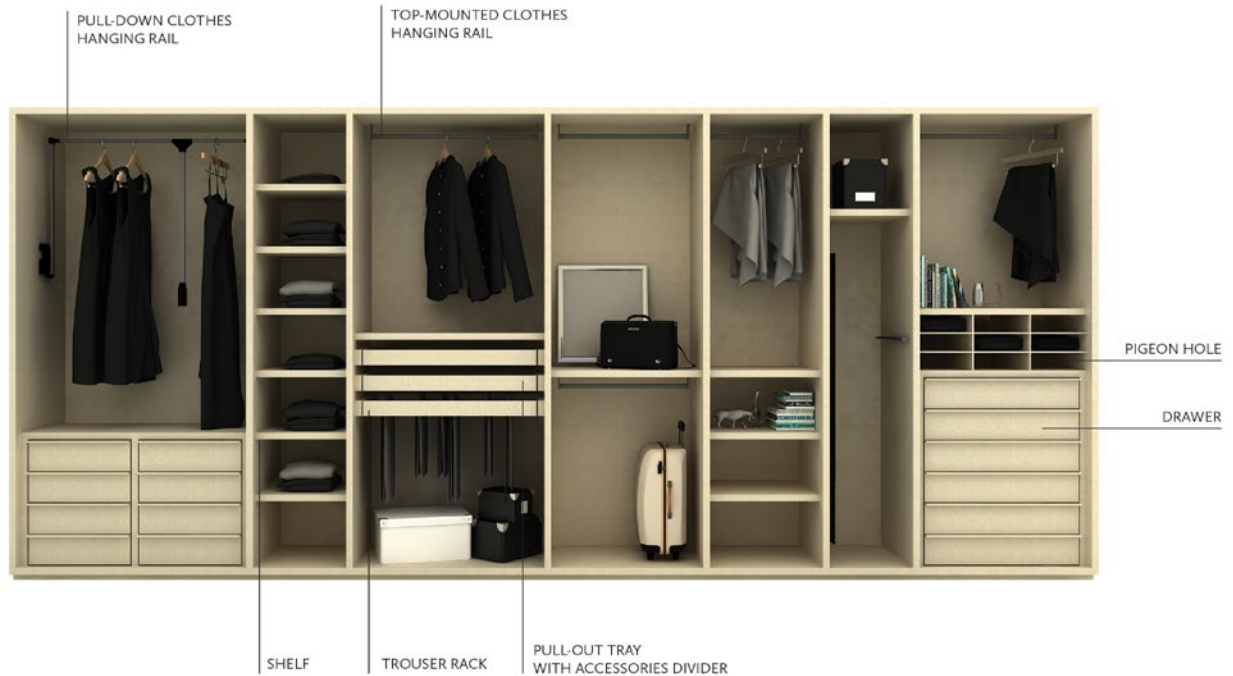 PULL-DOWN CLOTHES
HANGING RAIL
TOP-MOUNTED CLOTHES
HANGING RAIL
PIGEON HOLE
DRAWER
SHELF
TROUSER RACK
PULL-OUT TRAY
WITH ACCESSORIES DIVIDER